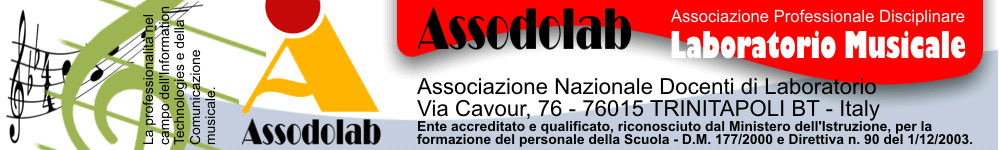 La professionalità nel
campo dell'Information
Technologies e della
Comunicazione
musicale.
Assodolab
Assodolab
Associazione Professionale Disciplinare
Laboratorio Musicale
Associazione Nazionale Docenti di Laboratorio
Via Cavour, 76 - 76015 TRINITAPOLI BT - Italy
Ente accreditato e qualificato, riconosciuto dal Ministero dell'Istruzione, per la
formazione del personale della Scuola - D.M. 177/2000 e Direttiva n. 90 del 1/12/2003.